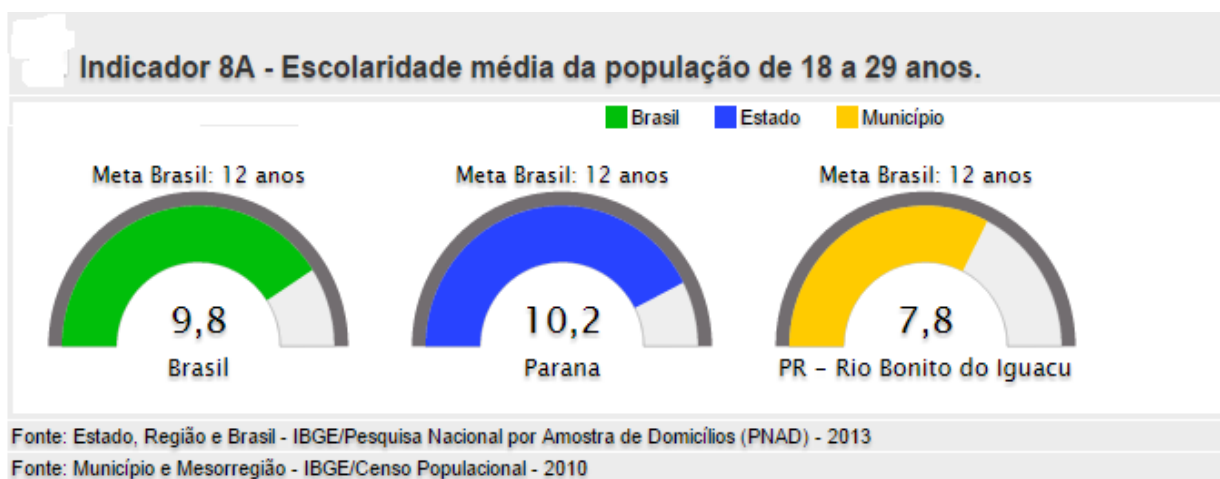 Indicador 8A - Escolaridade média da população de 18 a 29 anos.
Brasil Estado Município
Meta Brasil: 12 anos Meta Brasil: 12 anos Meta Brasil: 12 anos
9,8 10,2 7,8
Brasil Parana PR – Rio Bonito do Iguacu
Fonte: Estado, Região e Brasil - IBGE/Pesquisa Nacional por Amostra de Domicílios (PNAD) - 2013
Fonte: Município e Mesorregião - IBGE/Censo Populacional - 2010